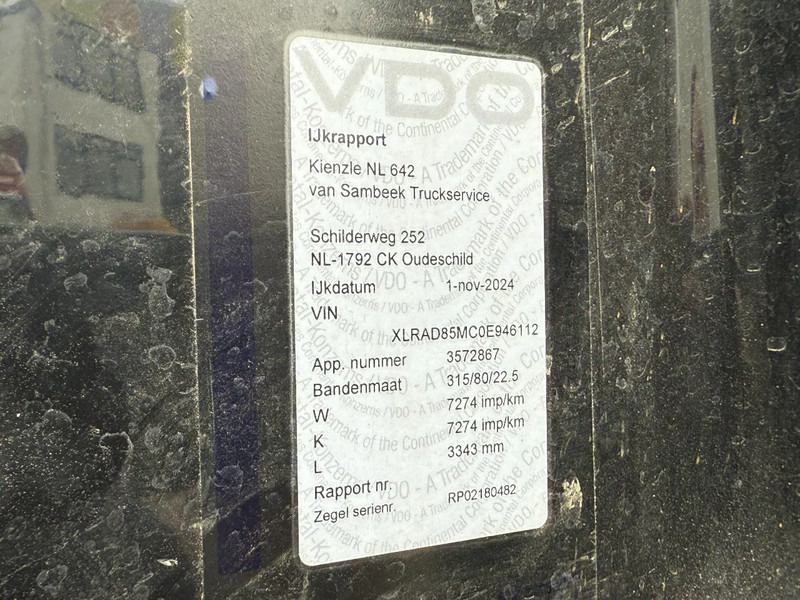 VDO
IJkrapport
Kienzle NL 642
van Sambeek Truckservice
Schilderweg 252
NL-1792 CK Oudeschild
IJkdatum 1-nov-2024
VIN
XLRAD85MC0E946112
App. nummer 3572867
Bandenmaat 315/80/22.5
W 7274 imp/km
K 7274 imp/km
L 3343 mm
Rapport nr.
Zegel serienr. RP02180482